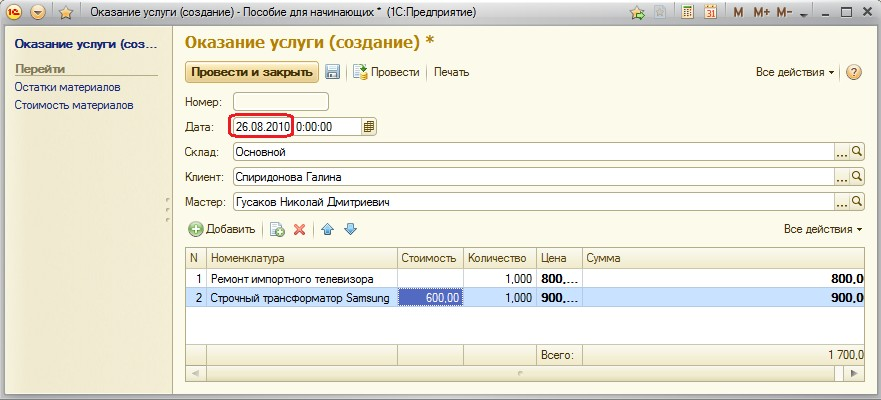 Оказание услуги (создание) - Пособие для начинающих * (1С:Предприятие)
M M+ M-
Оказание услуги (соз...
Перейти
Остатки материалов
Стоимость материалов
Оказание услуги (создание) *
Провести и закрыть Провести Печать Все действия
Номер:
Дата: 26.08.2010 0:00:00
Склад: Основной
Клиент: Спиридонова Галина
Мастер: Гусаков Николай Дмитриевич
Добавить Все действия
N Номенклатура Стоимость Количество Цена Сумма
1 Ремонт импортного телевизора 1,000 800,... 800,0
2 Строчный трансформатор Samsung 600,00 1,000 900,... 900,0
Всего: 1 700,0